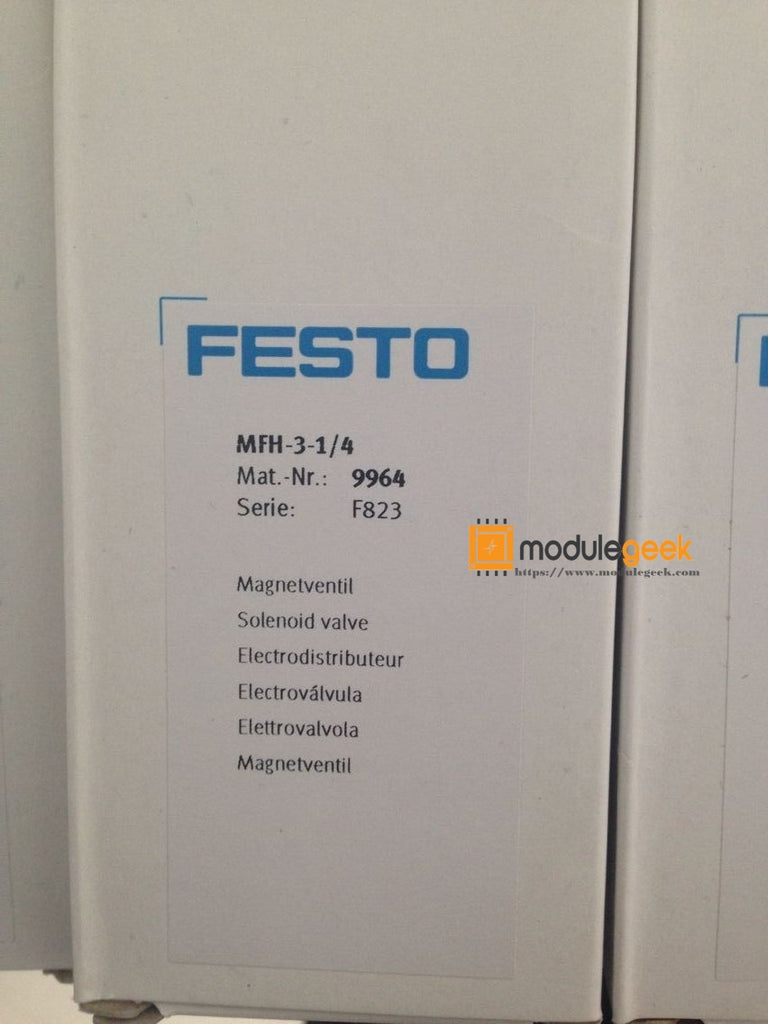 FESTO
MFH-3-1/4
Mat.-Nr.: 9964
Serie: F823
modulegeek
https://www.modulegeek.com
Magnetventil
Solenoid valve
Electrodistributeur
Electroválvula
Elettrovalvola
Magnetventil